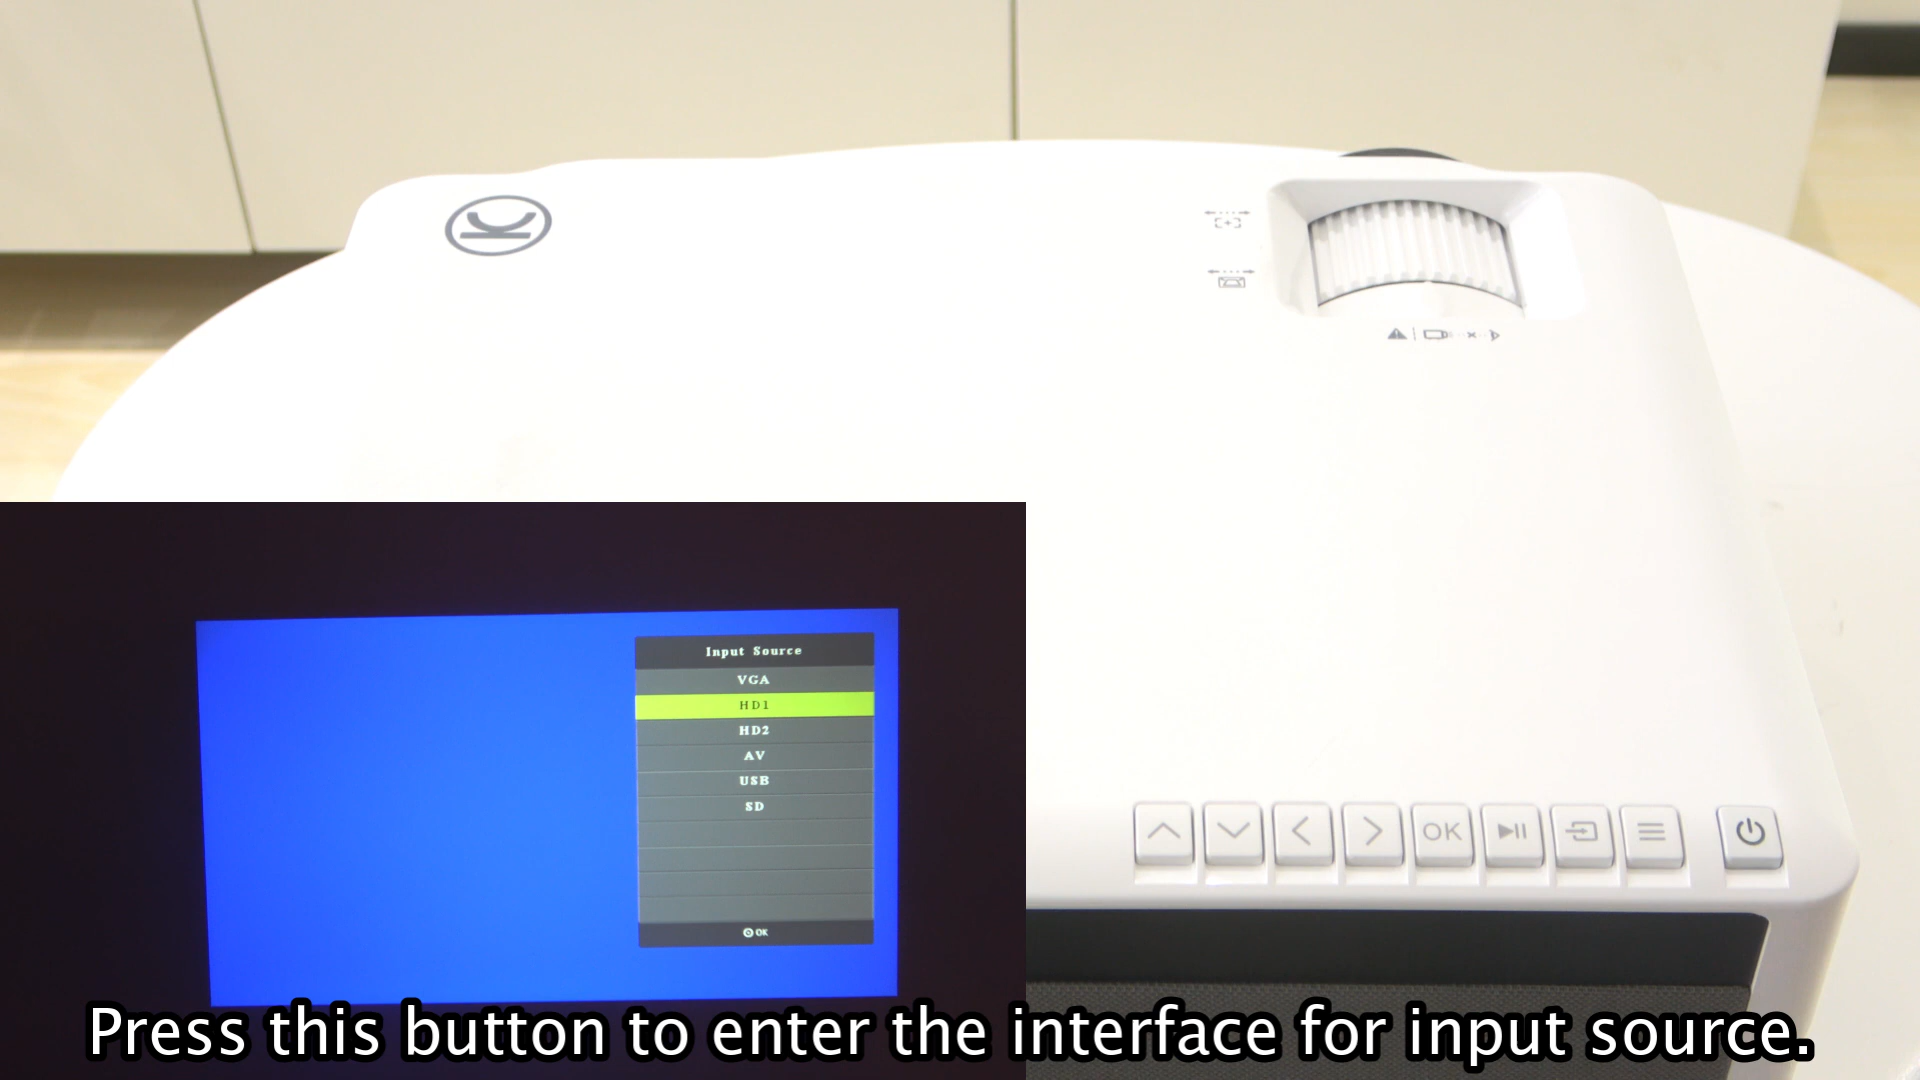 Input Source
VGA
HD1
HD2
AV
USB
SD
OK
OK
Press this button to enter the interface for input source.